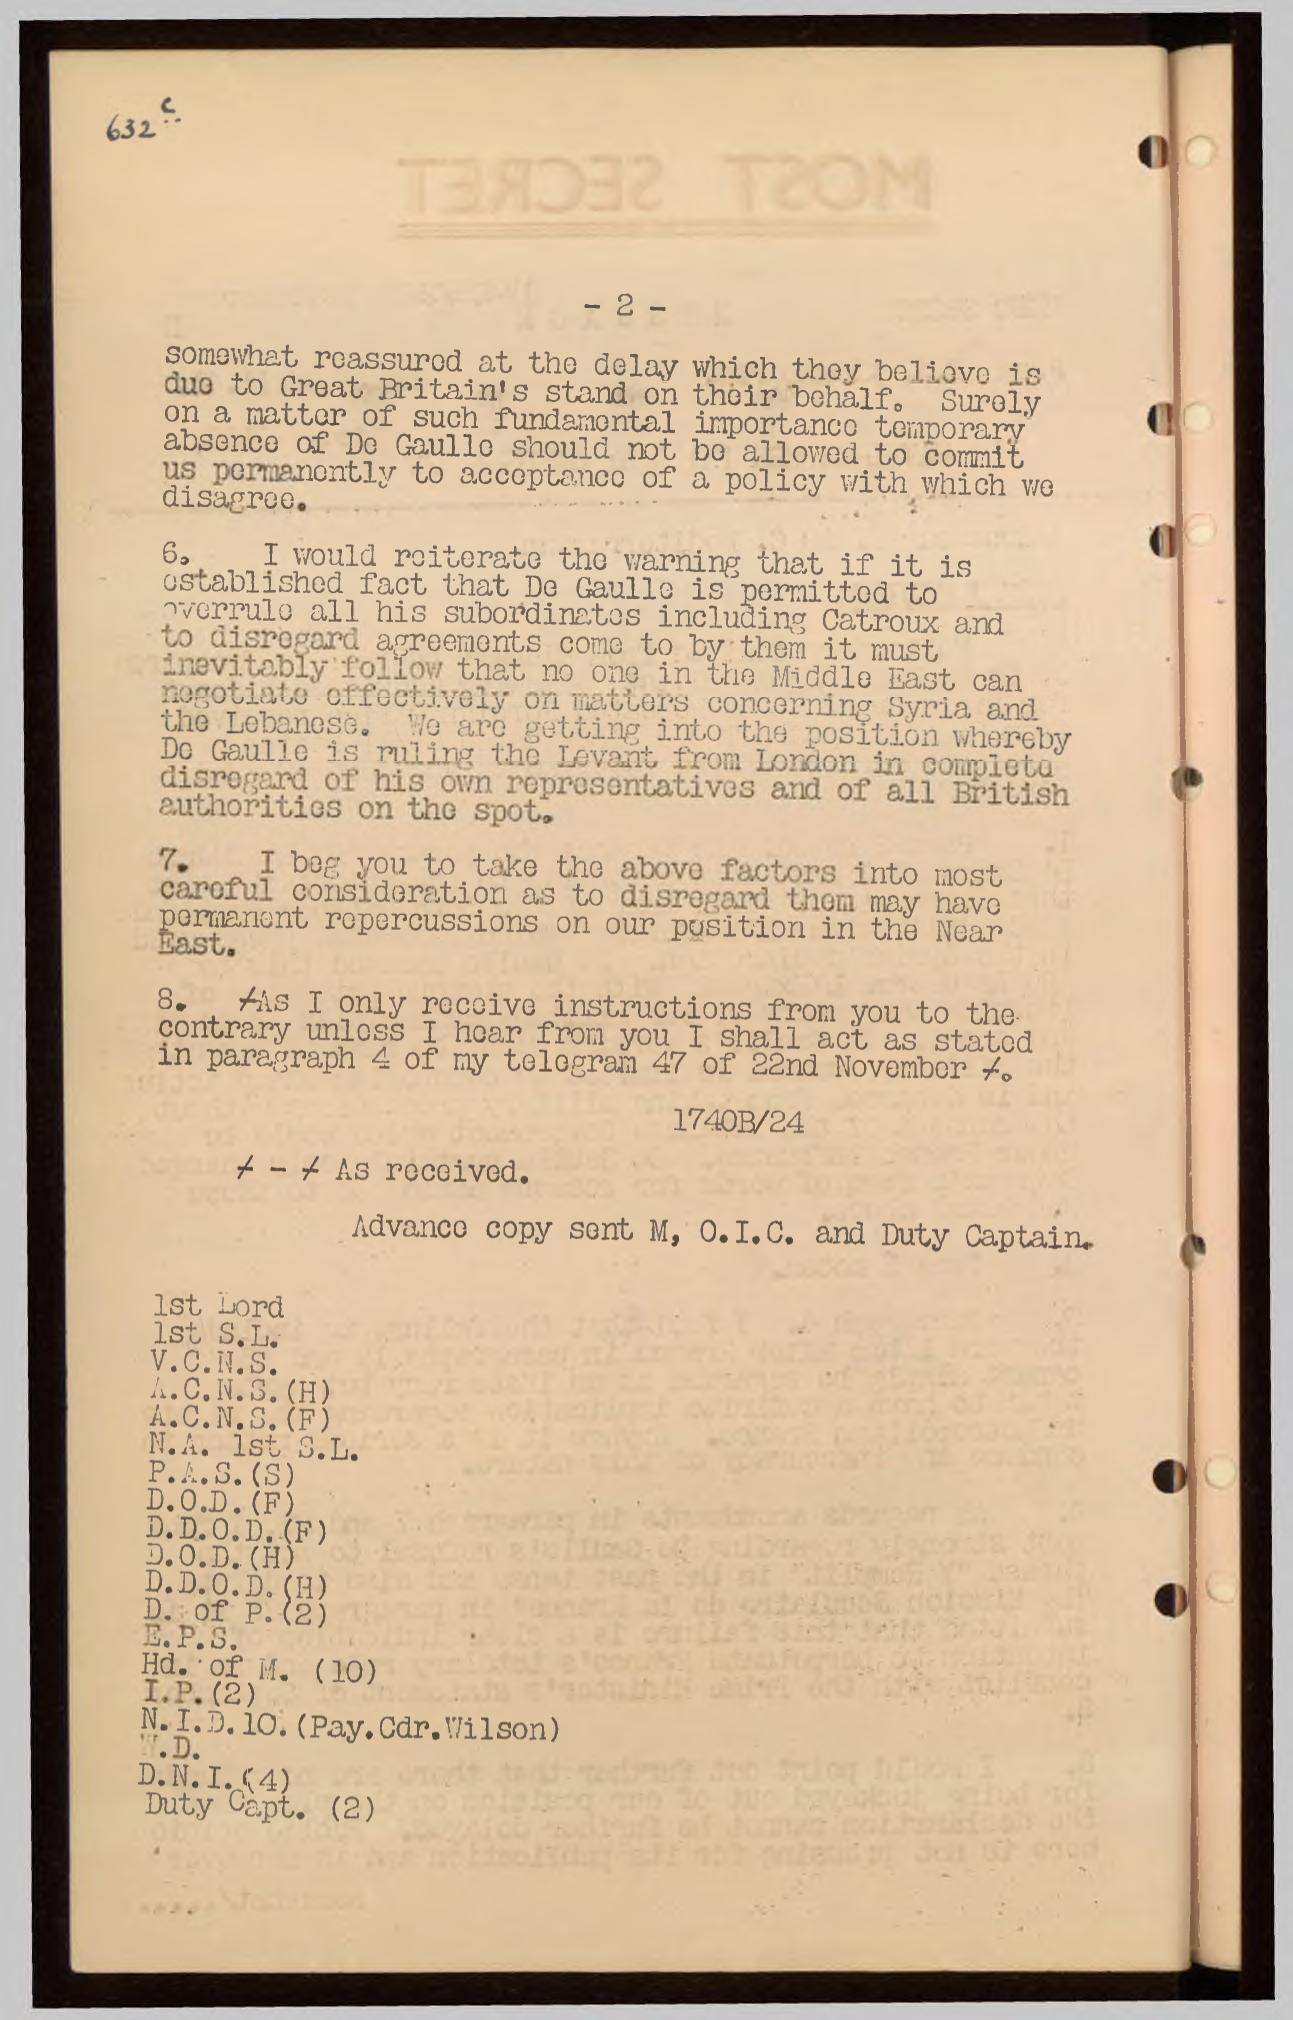 632 c
MOST SECRET
- 2 -
somewhat reassured at the delay which they believe is
due to Great Britain's stand on their behalf. Surely
on a matter of such fundamental importance temporary
absence of De Gaulle should not be allowed to commit
us permanently to acceptance of a policy with which we
disagree.
6. I would reiterate the warning that if it is
established fact that De Gaulle is permitted to
overrule all his subordinates including Catroux and
to disregard agreements come to by them it must
inevitably follow that no one in the Middle East can
negotiate effectively on matters concerning Syria and
the Lebanese. We are getting into the position whereby
De Gaulle is ruling the Levant from London in complete
disregard of his own representatives and of all British
authorities on the spot.
7. I beg you to take the above factors into most
careful consideration as to disregard them may have
permanent repercussions on our position in the Near
East.
8. ≠As I only receive instructions from you to the
contrary unless I hear from you I shall act as stated
in paragraph 4 of my telegram 47 of 22nd November ≠.
1740B/24
≠ - ≠ As received.
Advance copy sent M, O.I.C. and Duty Captain.
1st Lord
1st S.L.
V.C.N.S.
A.C.N.S.(H)
A.C.N.S.(F)
N.A. 1st S.L.
P.A.S.(S)
D.O.D.(F)
D.D.O.D.(F)
D.O.D.(H)
D.D.O.D.(H)
D. of P.(2)
E.P.S.
Hd. of M. (10)
I.P.(2)
N.I.D.10.(Pay.Cdr.Wilson)
.D.
D.N.I.(4)
Duty Capt. (2)